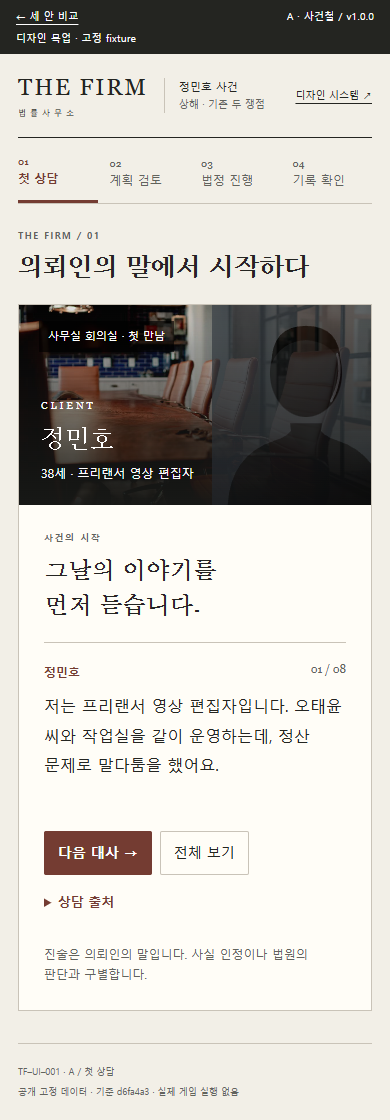 ← 세 안 비교
A · 사건철 / v1.0.0
디자인 목업 · 고정 fixture
THE FIRM
법률사무소
정민호 사건
상해 · 기존 두 쟁점
디자인 시스템 ↗
01
첫 상담
02
계획 검토
03
법정 진행
04
기록 확인
THE FIRM / 01
의뢰인의 말에서 시작하다
사무실 회의실 · 첫 만남
CLIENT
정민호
38세 · 프리랜서 영상 편집자
사건의 시작
그날의 이야기를
먼저 듣습니다.
정민호
01 / 08
저는 프리랜서 영상 편집자입니다. 오태윤
씨와 작업실을 같이 운영하는데, 정산
문제로 말다툼을 했어요.
다음 대사 →
전체 보기
▶ 상담 출처
진술은 의뢰인의 말입니다. 사실 인정이나 법원의
판단과 구별합니다.
TF-UI-001 · A / 첫 상담
공개 고정 데이터 · 기준 d6fa4a3 · 실제 게임 실행 없음